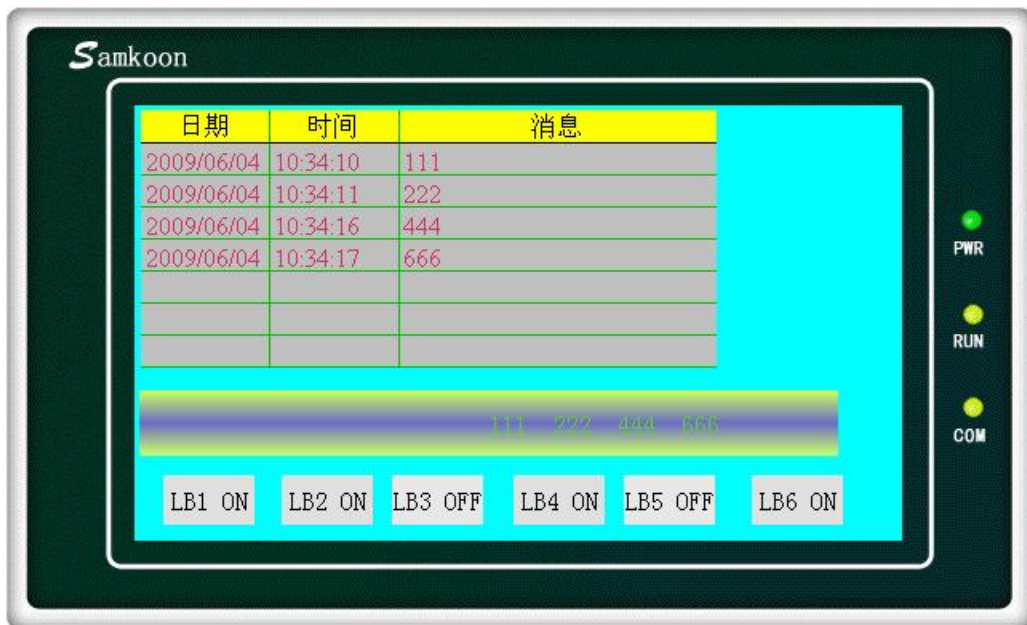 Samkoon
日期 时间 消息
2009/06/04 10:34:10 111
2009/06/04 10:34:11 222
2009/06/04 10:34:16 444
2009/06/04 10:34:17 666
PWR
RUN
COM
111 222 444 666
LB1 ON LB2 ON LB3 OFF LB4 ON LB5 OFF LB6 ON